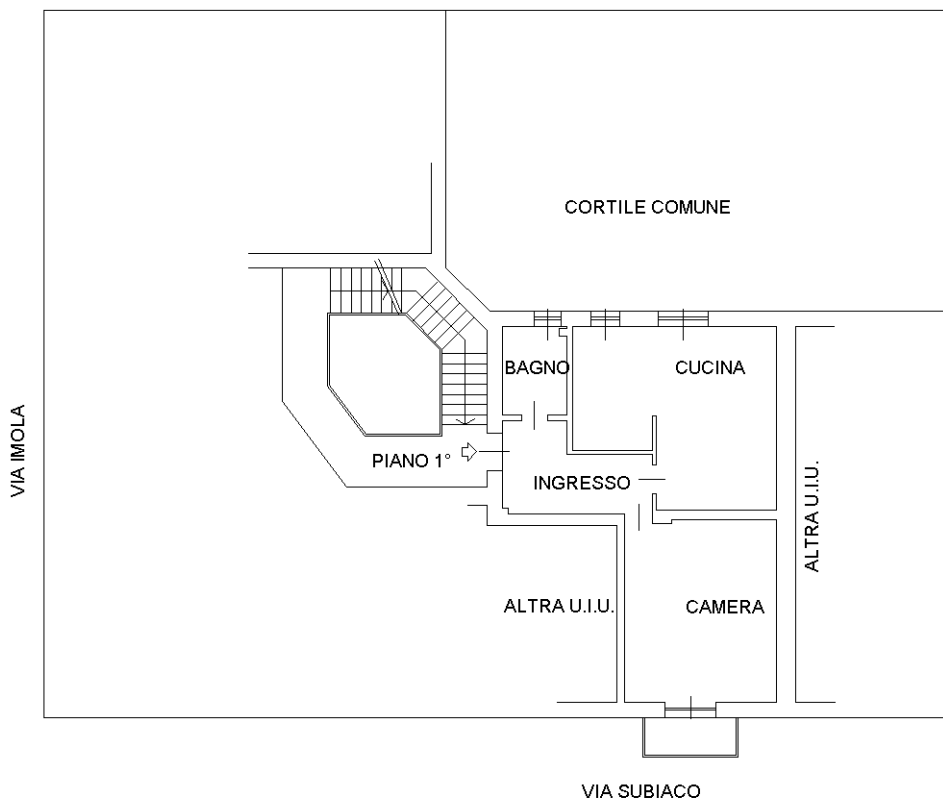 CORTILE COMUNE
BAGNO
CUCINA
VIA IMOLA
PIANO 1°
INGRESSO
ALTRA U.I.U.
ALTRA U.I.U.
CAMERA
VIA SUBIACO